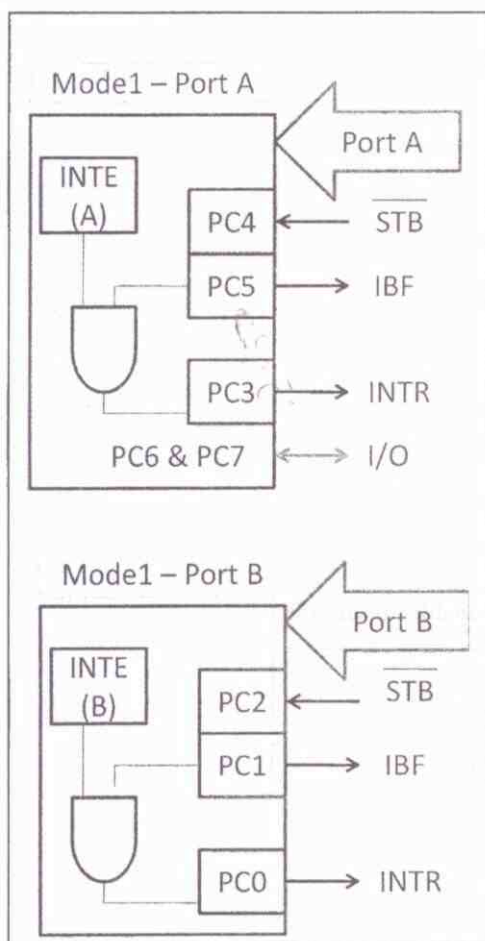 Mode1 – Port A
Port A
INTE
(A)
PC4
STB
PC5
IBF
PC3
INTR
PC6 & PC7
I/O
Mode1 – Port B
Port B
INTE
(B)
PC2
STB
PC1
IBF
PC0
INTR